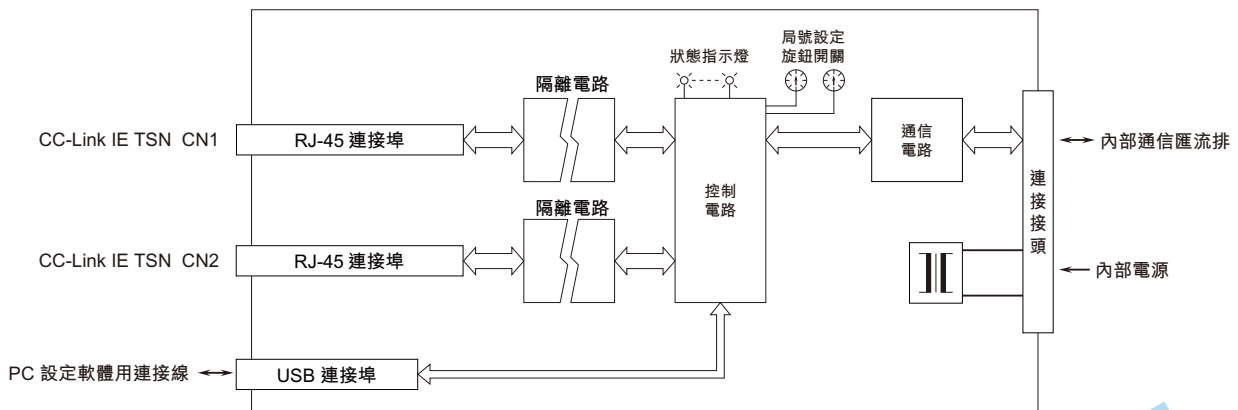 局號設定
狀態指示燈
旋鈕開關
隔離電路
CC-Link IE TSN CN1
RJ-45 連接埠
通信
電路
內部通信匯流排
控制
電路
連接接頭
隔離電路
CC-Link IE TSN CN2
RJ-45 連接埠
內部電源
PC 設定軟體用連接線
USB 連接埠